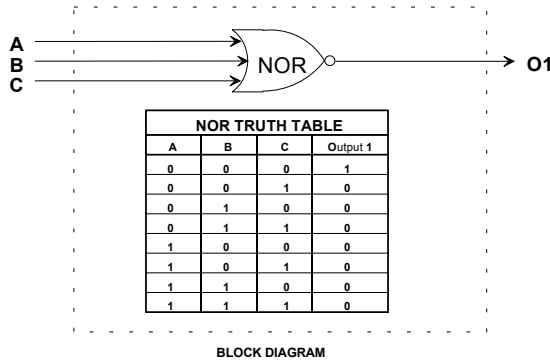 A
B
C
NOR
O1
NOR TRUTH TABLE
A B C Output 1
0 0 0 1
0 0 1 0
0 1 0 0
0 1 1 0
1 0 0 0
1 0 1 0
1 1 0 0
1 1 1 0
BLOCK DIAGRAM